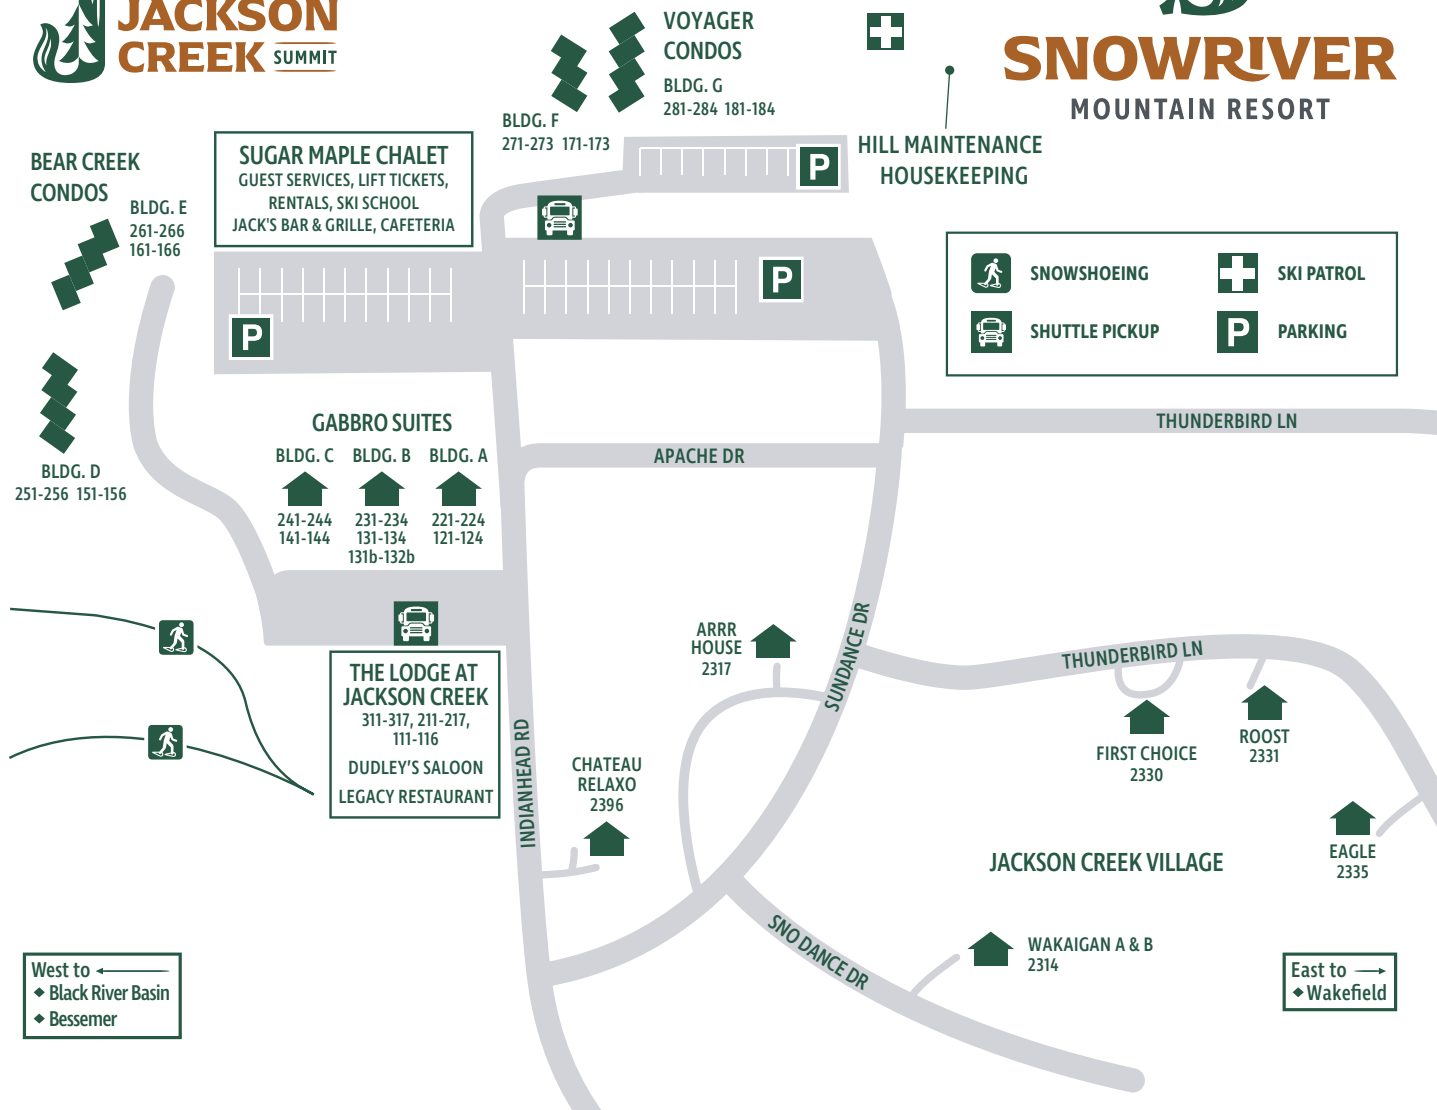 JACKSON
CREEK SUMMIT
VOYAGER
CONDOS
BLDG. G
281-284 181-184
BLDG. F
271-273 171-173
SNOWRIVER
MOUNTAIN RESORT
HILL MAINTENANCE
HOUSEKEEPING
BEAR CREEK
CONDOS
BLDG. E
261-266
161-166
SUGAR MAPLE CHALET
GUEST SERVICES, LIFT TICKETS,
RENTALS, SKI SCHOOL
JACK'S BAR & GRILLE, CAFETERIA
P
P
P
SNOWSHOEING
SKI PATROL
SHUTTLE PICKUP
P
PARKING
BLDG. D
251-256 151-156
GABBRO SUITES
BLDG. C
BLDG. B
BLDG. A
241-244
141-144
231-234
131-134
131b-132b
221-224
121-124
APACHE DR
THUNDERBIRD LN
SUNDANCE DR
THUNDERBIRD LN
ARRR
HOUSE
2317
THE LODGE AT
JACKSON CREEK
311-317, 211-217,
111-116
DUDLEY'S SALOON
LEGACY RESTAURANT
INDIANHEAD RD
CHATEAU
RELAXO
2396
FIRST CHOICE
2330
ROOST
2331
EAGLE
2335
JACKSON CREEK VILLAGE
SNO DANCE DR
WAKAIGAN A & B
2314
West to
Black River Basin
Bessemer
East to
Wakefield